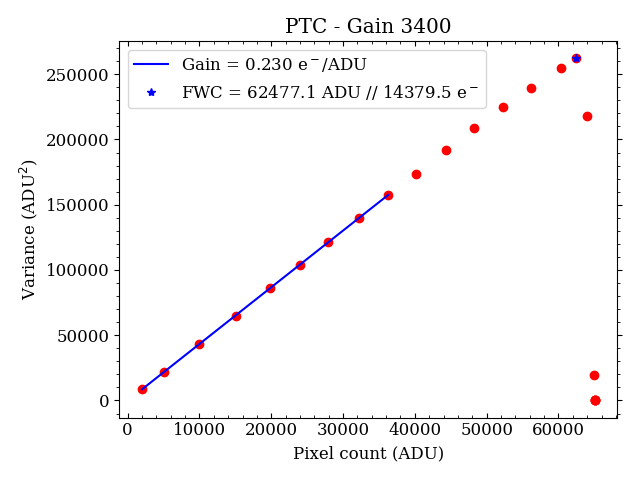 PTC - Gain 3400
Gain = 0.230 e⁻/ADU
FWC = 62477.1 ADU // 14379.5 e⁻
250000
200000
150000
100000
50000
0
Variance (ADU²)
0 10000 20000 30000 40000 50000 60000
Pixel count (ADU)